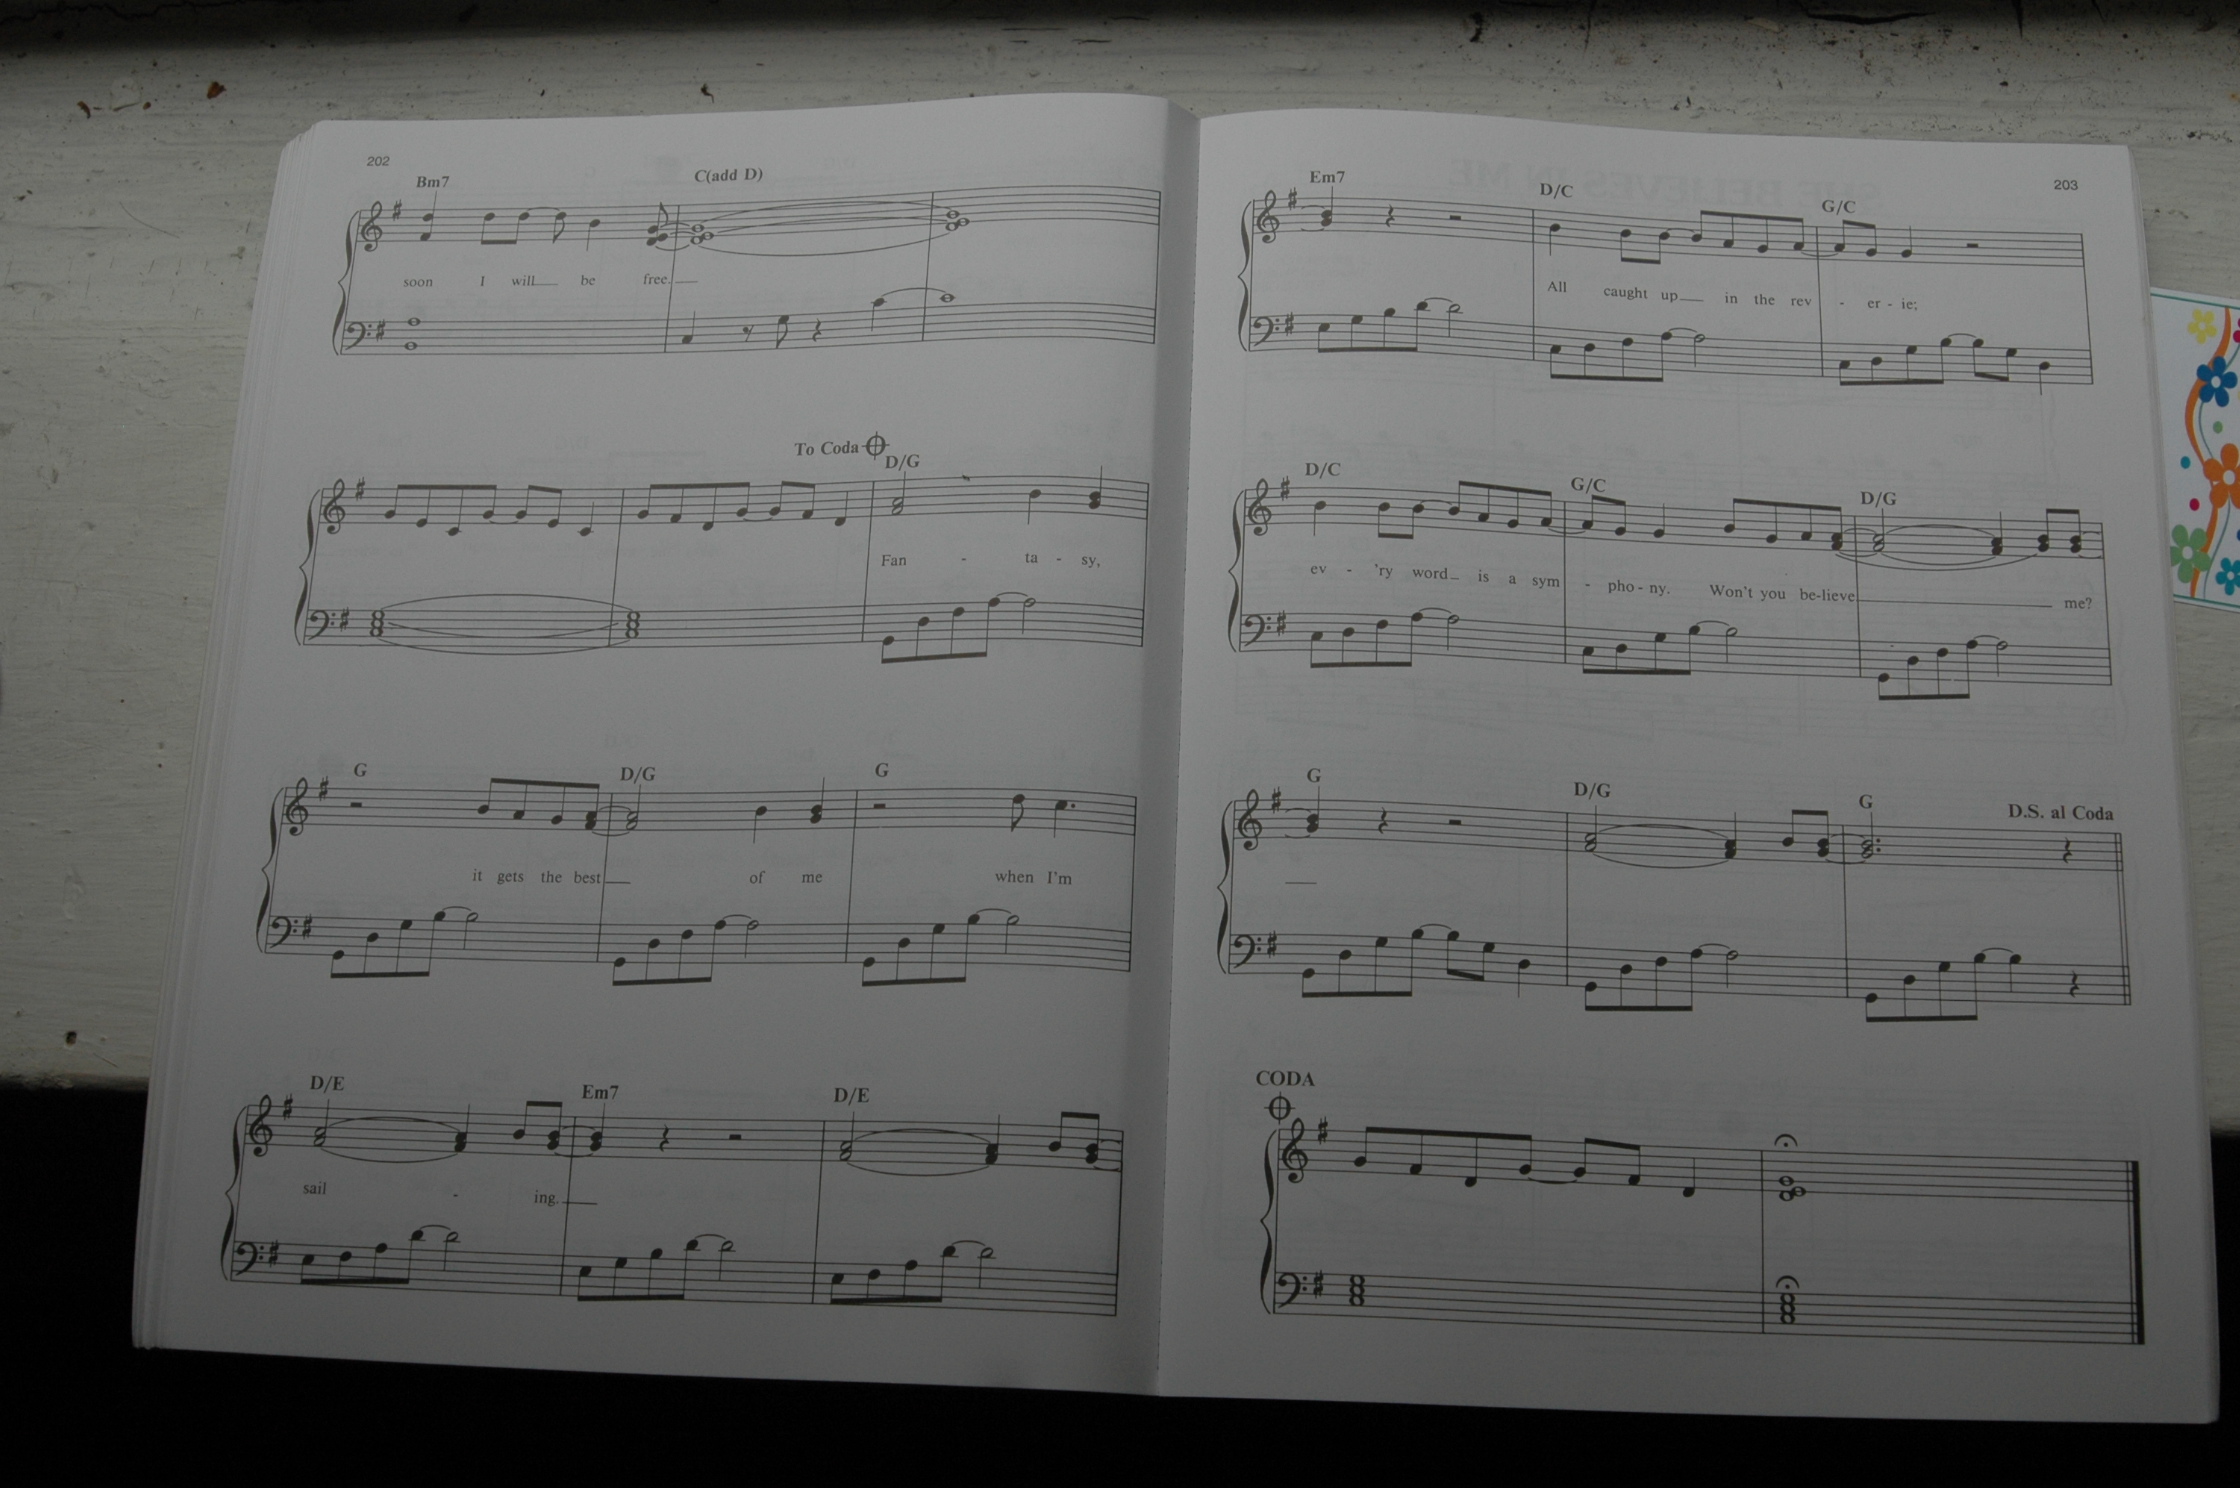 202
Bm7 C(add D)
soon I will be free.
To Coda
D/G
Fan - ta - sy,
G D/G G
it gets the best of me when I'm
D/E Em7 D/E
sail - ing.
203
Em7 D/C G/C
All caught up in the rev - er - ie;
D/C G/C D/G
ev - 'ry word is a sym - pho - ny. Won't you be-lieve me?
G D/G G D.S. al Coda
CODA